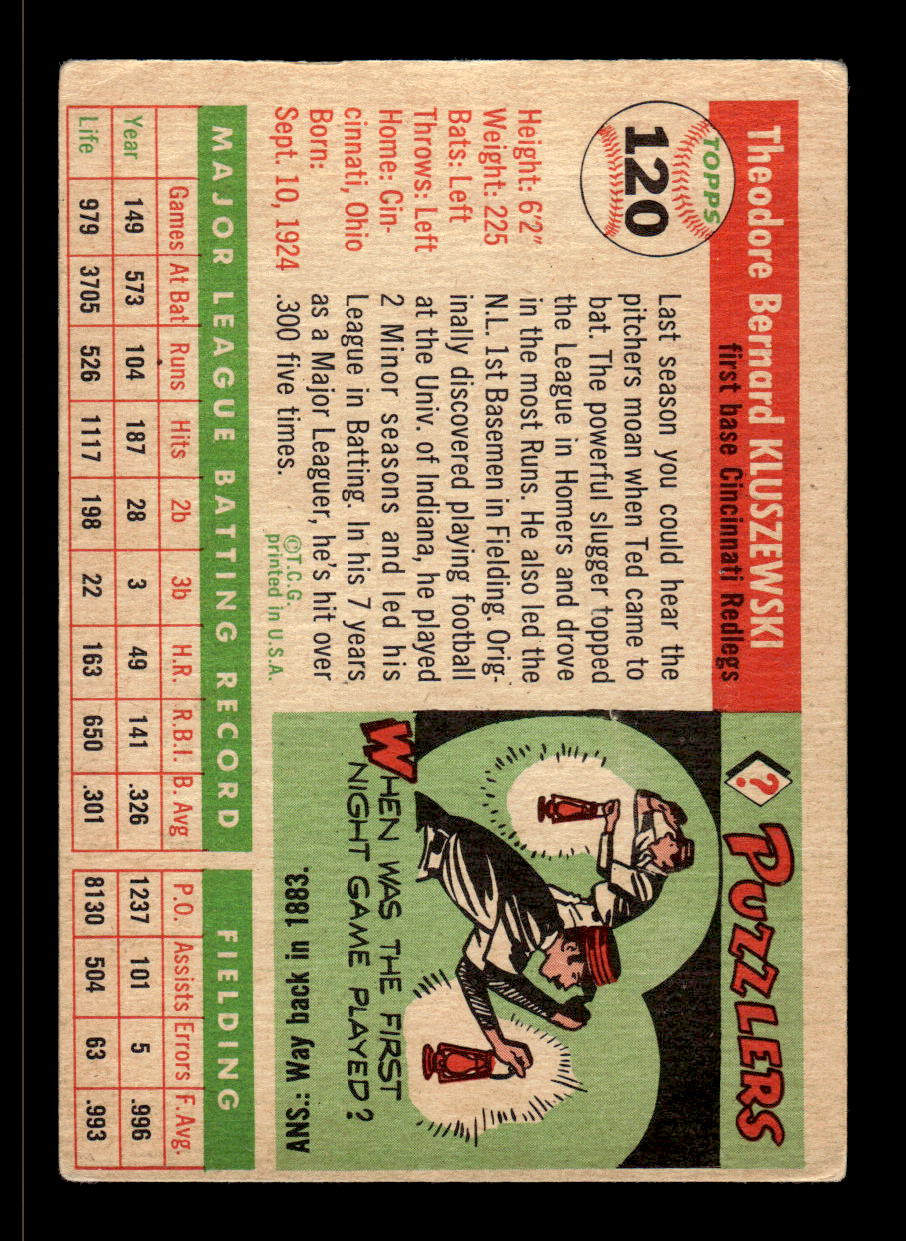 Theodore Bernard KLUSZEWSKI
first base Cincinnati Redlegs
TOPPS
120
Height: 6'2"
Weight: 225
Bats: Left
Throws: Left
Home: Cin-
cinnati, Ohio
Born:
Sept. 10, 1924
Last season you could hear the
pitchers moan when Ted came to
bat. The powerful slugger topped
the League in Homers and drove
in the most Runs. He also led the
N.L. 1st Basemen in Fielding. Orig-
inally discovered playing football
at the Univ. of Indiana, he played
2 Minor seasons and led his
League in Batting. In his 7 years
as a Major Leaguer, he's hit over
.300 five times.
©T.C.G.
printed in U.S.A.
? PUZZLERS
WHEN WAS THE FIRST
NIGHT GAME PLAYED?
ANS.: Way back in 1883.
MAJOR LEAGUE BATTING RECORD FIELDING
Games At Bat Runs Hits 2b 3b H.R. R.B.I. B. Avg P.O. Assists Errors F. Avg.
Year 149 573 104 187 28 3 49 141 .326 1237 101 5 .996
Life 979 3705 526 1117 198 22 163 650 .301 8130 504 63 .993